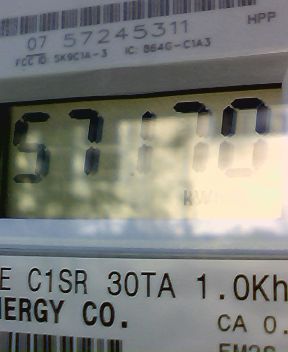 HPP
07 57245311
FCC ID: SK9C1A-3 IC: 864G-C1A3
57170
kWh
E C1SR 30TA 1.0Kh
NERGY CO.
CA 0.